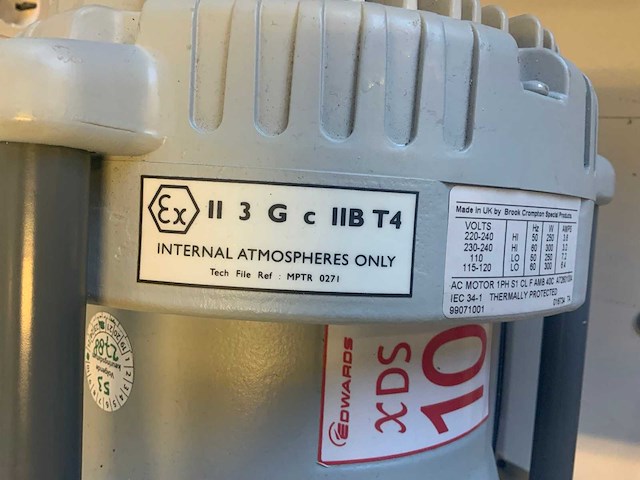 Ex II 3 G c IIB T4
INTERNAL ATMOSPHERES ONLY
Tech File Ref : MPTR 0271
Made in UK by Brook Crompton Special Products
VOLTS Hz W AMPS
220-240 HI 50 250
230-240 HI 60 300
110 LO 50 250
115-120 LO 60 300
AC MOTOR 1PH S1 CL F AMB 40C
IEC 34-1 THERMALLY PROTECTED
99071001
EDWARDS
XDS
10
53